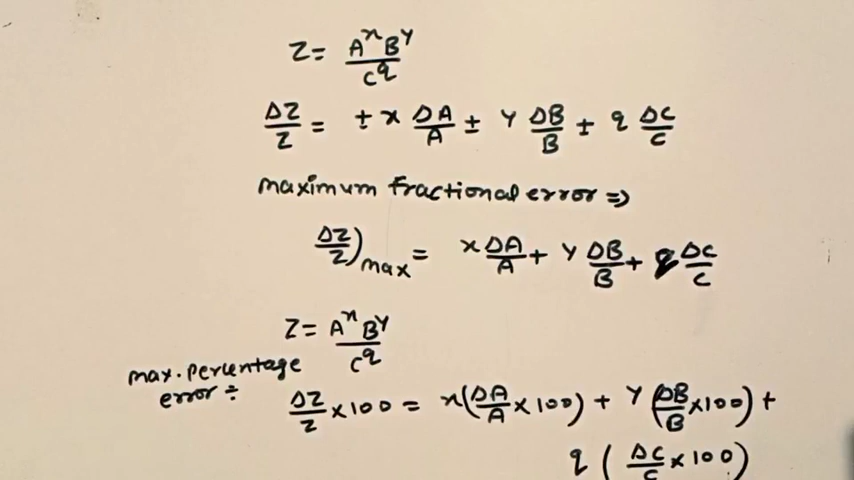 Z = A^x B^y / C^q
ΔZ/Z = ± x ΔA/A ± y ΔB/B ± q ΔC/C
maximum fractional error ⇒
ΔZ/Z)max = x ΔA/A + y ΔB/B + q ΔC/C
Z = A^x B^y / C^q
max. percentage
error ÷
ΔZ/Z × 100 = x(ΔA/A × 100) + y(ΔB/B × 100) +
q(ΔC/C × 100)